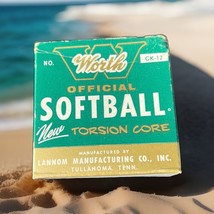 NO. Worth GK-12
OFFICIAL
SOFTBALL
New TORSION CORE
MANUFACTURED BY
LANNOM MANUFACTURING CO., INC.
TULLAHOMA, TENN.